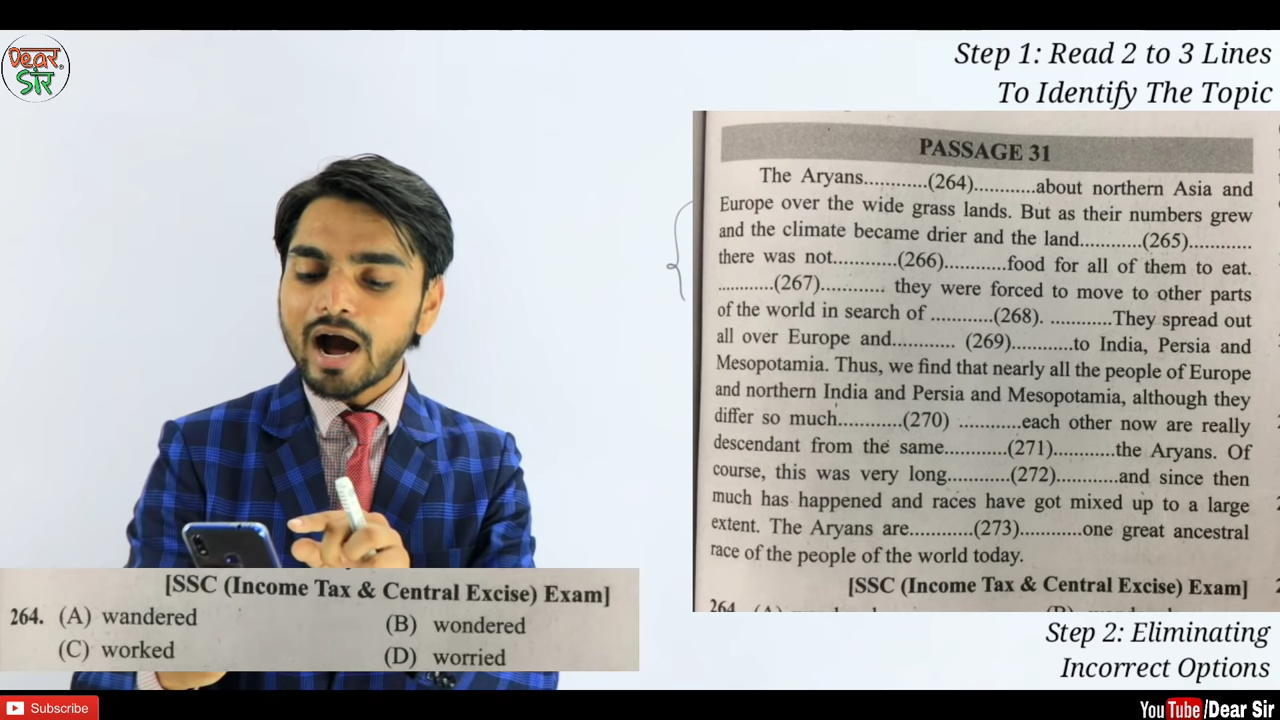 Dear
Sir
Step 1: Read 2 to 3 Lines
To Identify The Topic
PASSAGE 31
The Aryans............(264)............about northern Asia and
Europe over the wide grass lands. But as their numbers grew
and the climate became drier and the land...........(265)............
there was not............(266)............food for all of them to eat.
............(267)............ they were forced to move to other parts
of the world in search of ............(268). ............They spread out
all over Europe and............ (269)............to India, Persia and
Mesopotamia. Thus, we find that nearly all the people of Europe
and northern India and Persia and Mesopotamia, although they
differ so much............(270) ............each other now are really
descendant from the same............(271)............the Aryans. Of
course, this was very long............(272)............and since then
much has happened and races have got mixed up to a large
extent. The Aryans are............(273)............one great ancestral
race of the people of the world today.
[SSC (Income Tax & Central Excise) Exam]
264.
[SSC (Income Tax & Central Excise) Exam]
264. (A) wandered (B) wondered
(C) worked (D) worried
Step 2: Eliminating
Incorrect Options
Subscribe
YouTube/Dear Sir